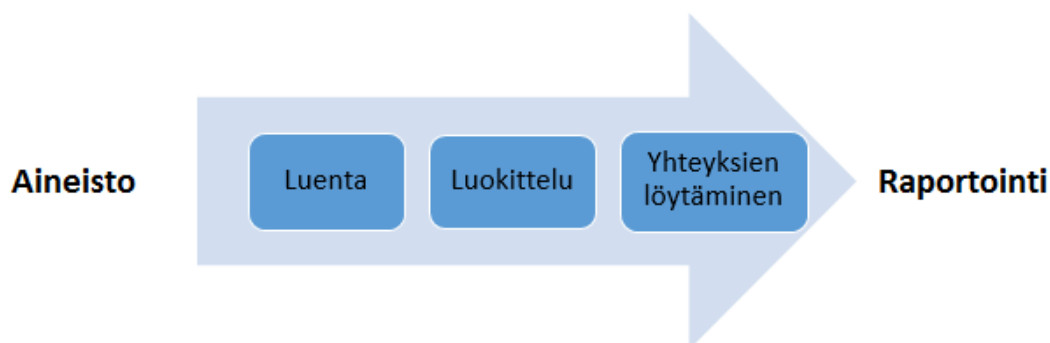 Aineisto
Luenta
Luokittelu
Yhteyksien
löytäminen
Raportointi